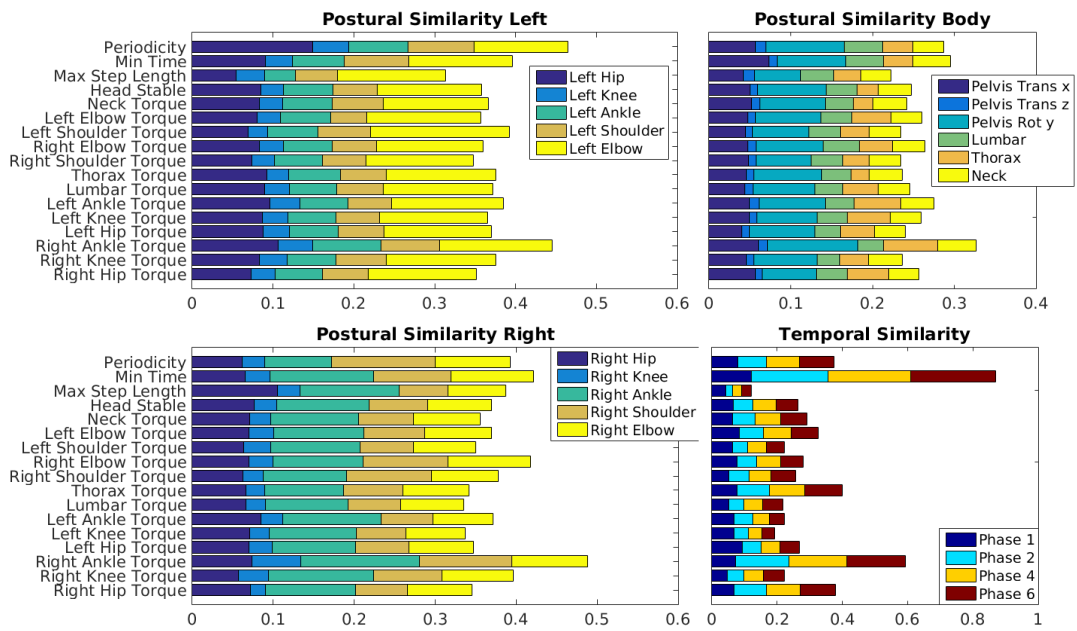 Postural Similarity Left
Periodicity
Min Time
Max Step Length
Head Stable
Neck Torque
Left Elbow Torque
Left Shoulder Torque
Right Elbow Torque
Right Shoulder Torque
Thorax Torque
Lumbar Torque
Left Ankle Torque
Left Knee Torque
Left Hip Torque
Right Ankle Torque
Right Knee Torque
Right Hip Torque
Left Hip
Left Knee
Left Ankle
Left Shoulder
Left Elbow
0 0.1 0.2 0.3 0.4 0.5 0.6
Postural Similarity Body
Pelvis Trans x
Pelvis Trans z
Pelvis Rot y
Lumbar
Thorax
Neck
0 0.1 0.2 0.3 0.4
Postural Similarity Right
Periodicity
Min Time
Max Step Length
Head Stable
Neck Torque
Left Elbow Torque
Left Shoulder Torque
Right Elbow Torque
Right Shoulder Torque
Thorax Torque
Lumbar Torque
Left Ankle Torque
Left Knee Torque
Left Hip Torque
Right Ankle Torque
Right Knee Torque
Right Hip Torque
Right Hip
Right Knee
Right Ankle
Right Shoulder
Right Elbow
0 0.1 0.2 0.3 0.4 0.5 0.6
Temporal Similarity
Phase 1
Phase 2
Phase 4
Phase 6
0 0.2 0.4 0.6 0.8 1